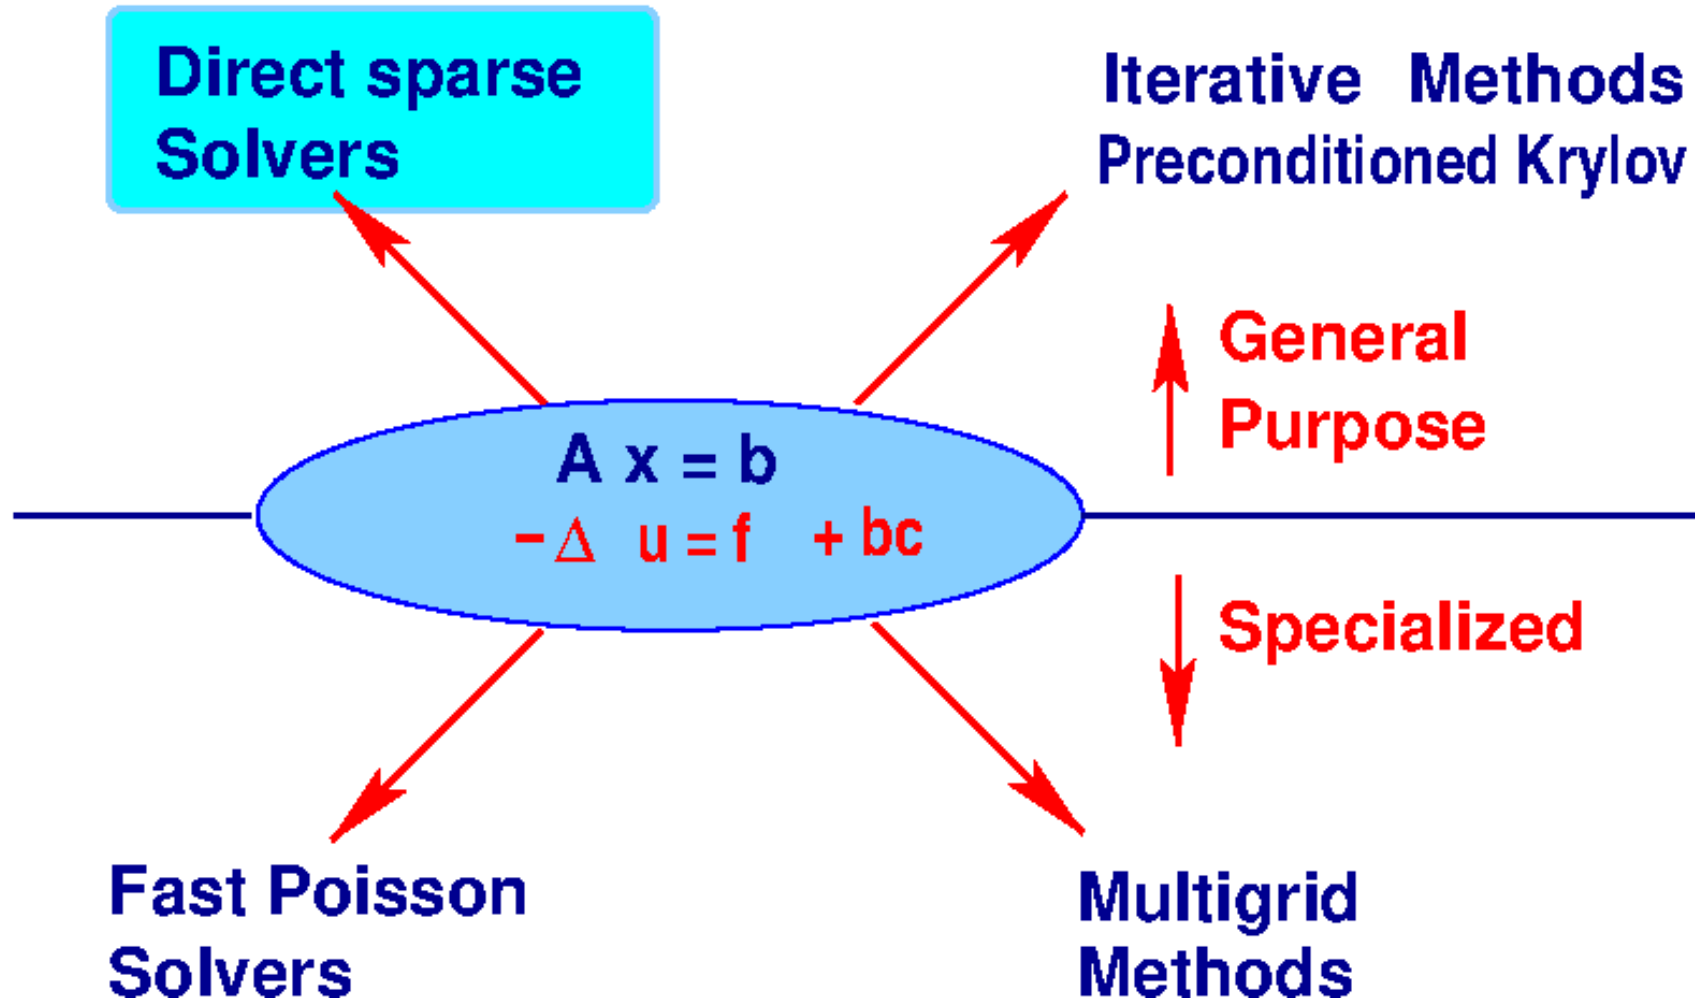 Direct sparse
Solvers
Iterative Methods
Preconditioned Krylov
General
Purpose
A x = b
- Δ u = f + bc
Specialized
Fast Poisson
Solvers
Multigrid
Methods